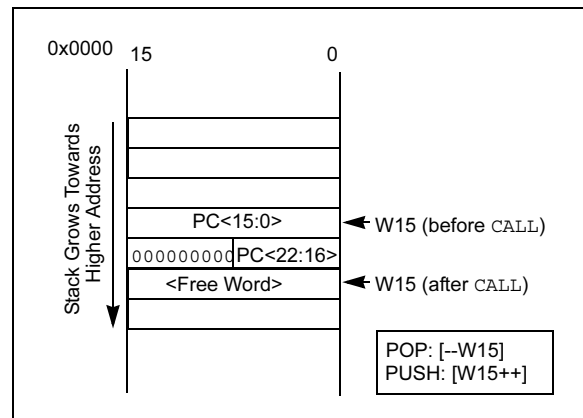 0x0000
15 0
Stack Grows Towards
Higher Address
PC<15:0>
W15 (before CALL)
000000000 PC<22:16>
<Free Word>
W15 (after CALL)
POP: [--W15]
PUSH: [W15++]